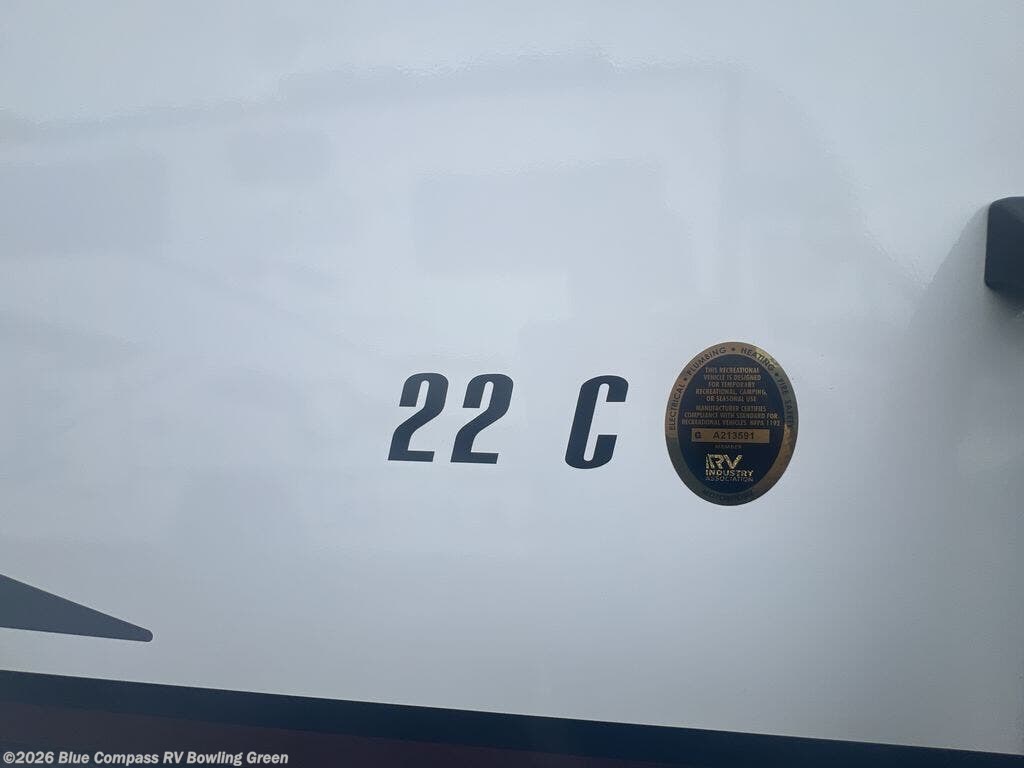 22 C
ELECTRICAL • PLUMBING • HEATING • FIRE SAFETY
THIS RECREATIONAL
VEHICLE IS DESIGNED
FOR TEMPORARY
RECREATIONAL, CAMPING,
OR SEASONAL USE
MANUFACTURER CERTIFIES
COMPLIANCE WITH STANDARD FOR
RECREATIONAL VEHICLES. NFPA 1192
G A213591
MEMBER
RV
INDUSTRY
ASSOCIATION
MOTORHOME
©2026 Blue Compass RV Bowling Green